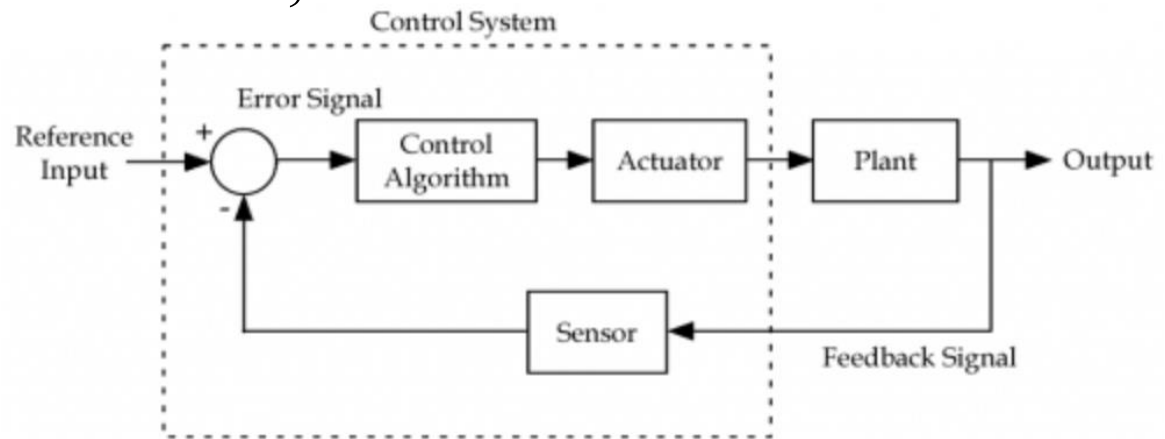 Control System
Error Signal
+
Reference
Input
Control
Algorithm
Actuator
Plant
Output
-
Sensor
Feedback Signal